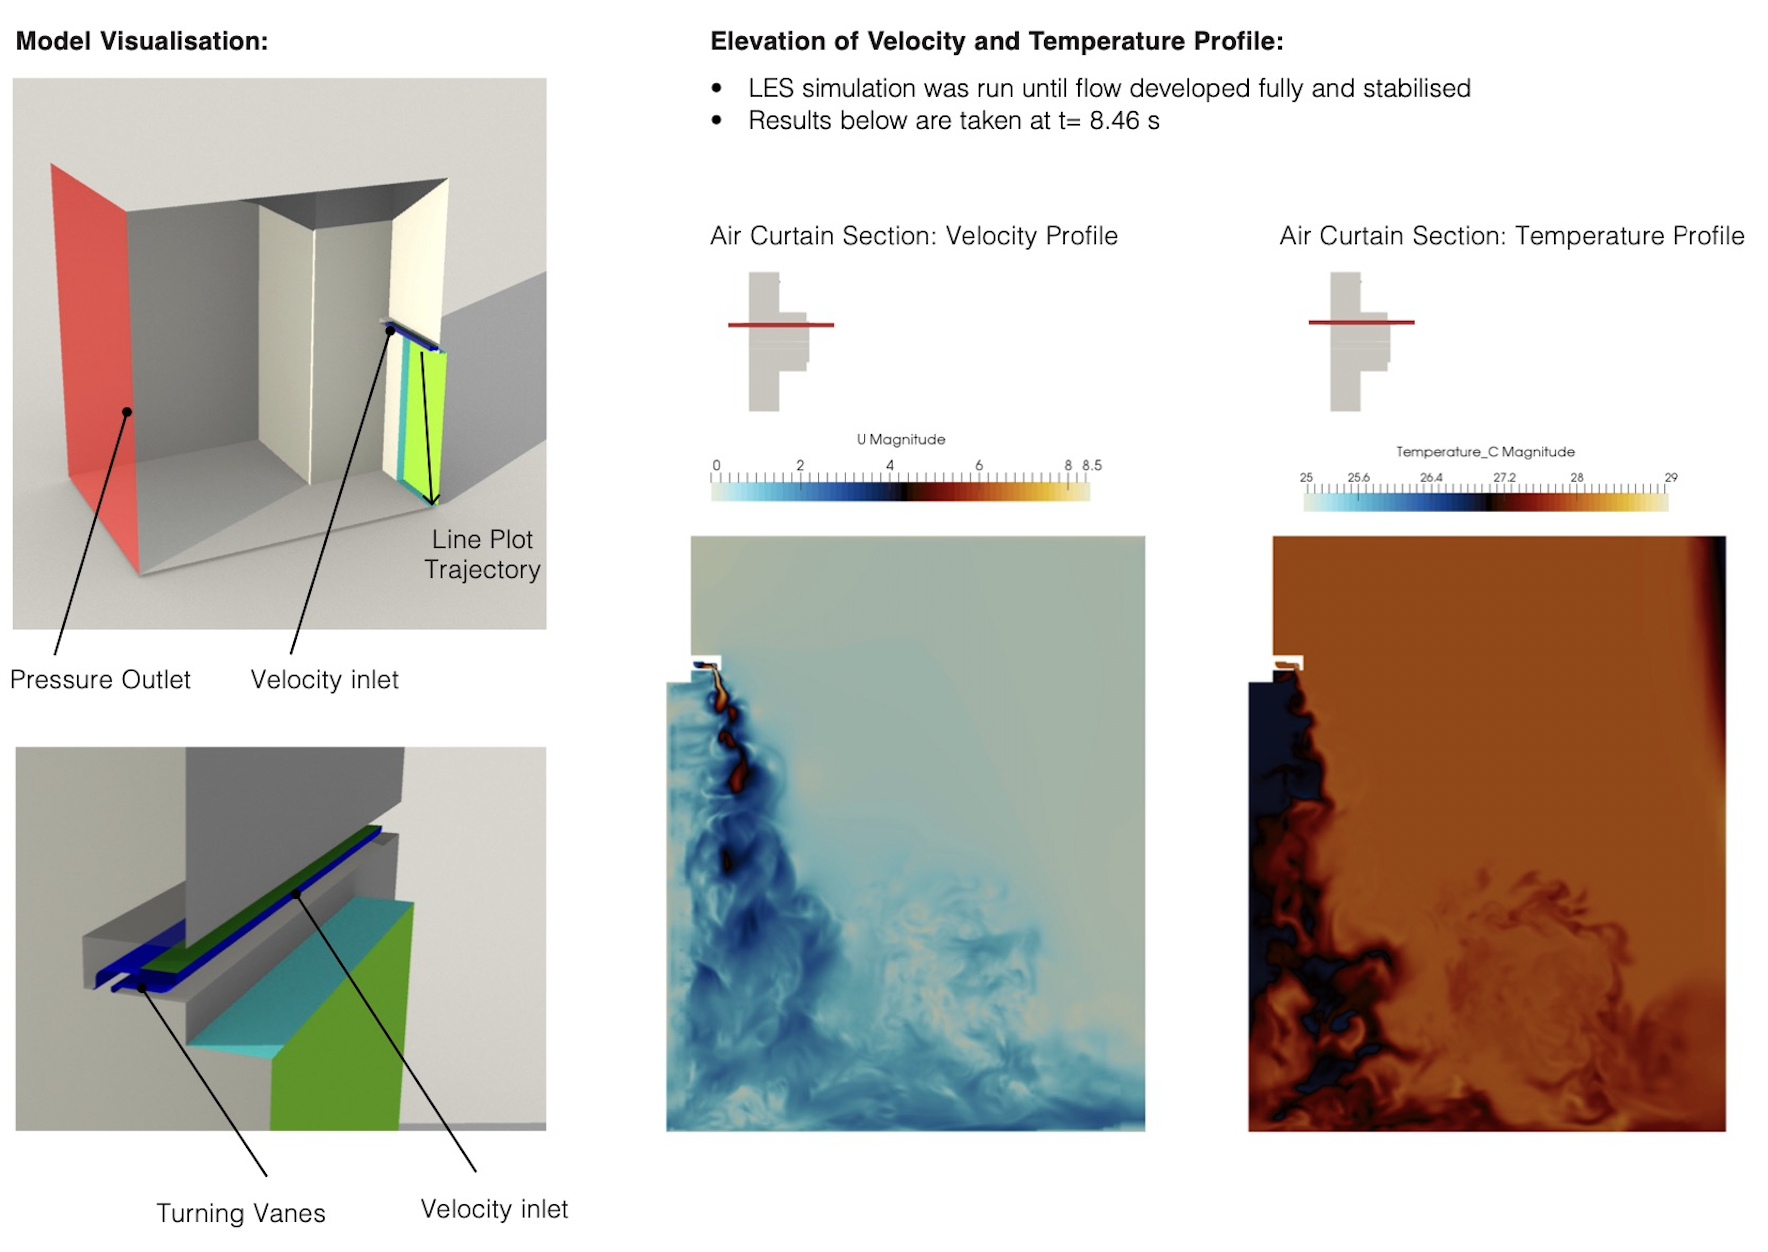 Model Visualisation:
Line Plot
Trajectory
Pressure Outlet
Velocity inlet
Turning Vanes
Velocity inlet
Elevation of Velocity and Temperature Profile:
• LES simulation was run until flow developed fully and stabilised
• Results below are taken at t= 8.46 s
Air Curtain Section: Velocity Profile
U Magnitude
0 2 4 6 8 8.5
Air Curtain Section: Temperature Profile
Temperature_C Magnitude
25 25.6 26.4 27.2 28 29